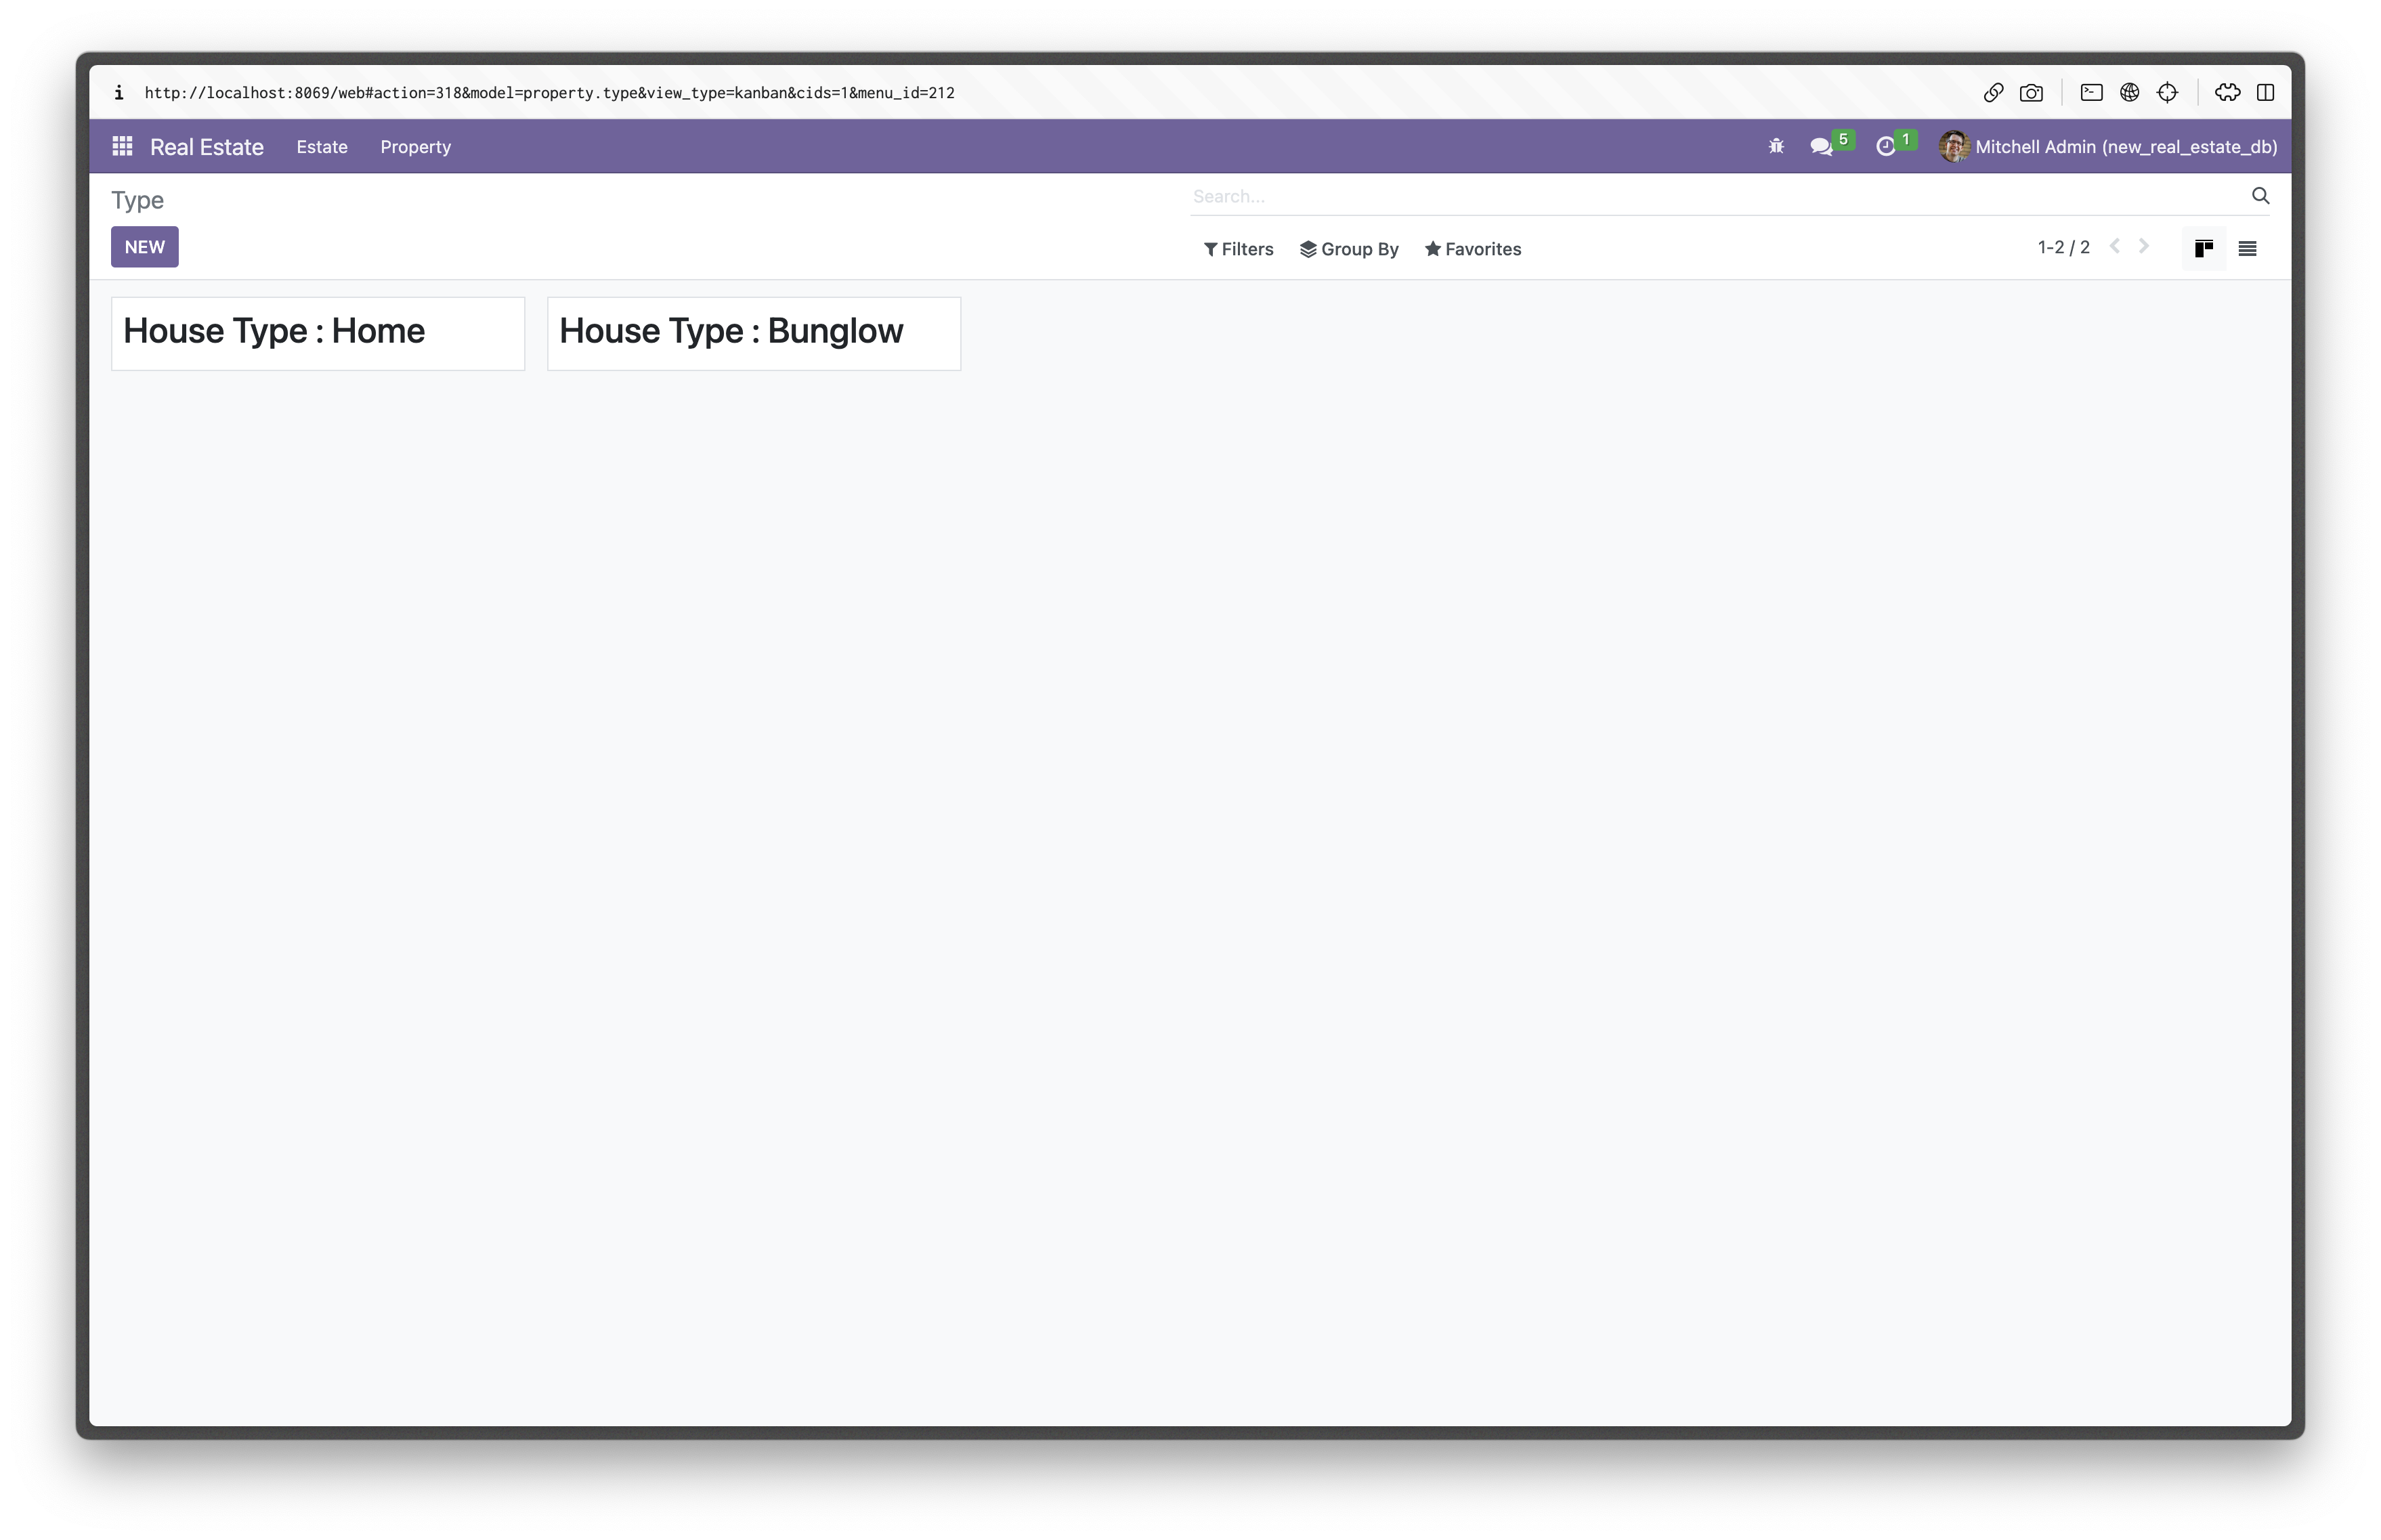 http://localhost:8069/web#action=318&model=property.type&view_type=kanban&cids=1&menu_id=212
Real Estate Estate Property 5 1 Mitchell Admin (new_real_estate_db)
Type Search...
NEW Filters Group By Favorites 1-2 / 2
House Type : Home House Type : Bunglow